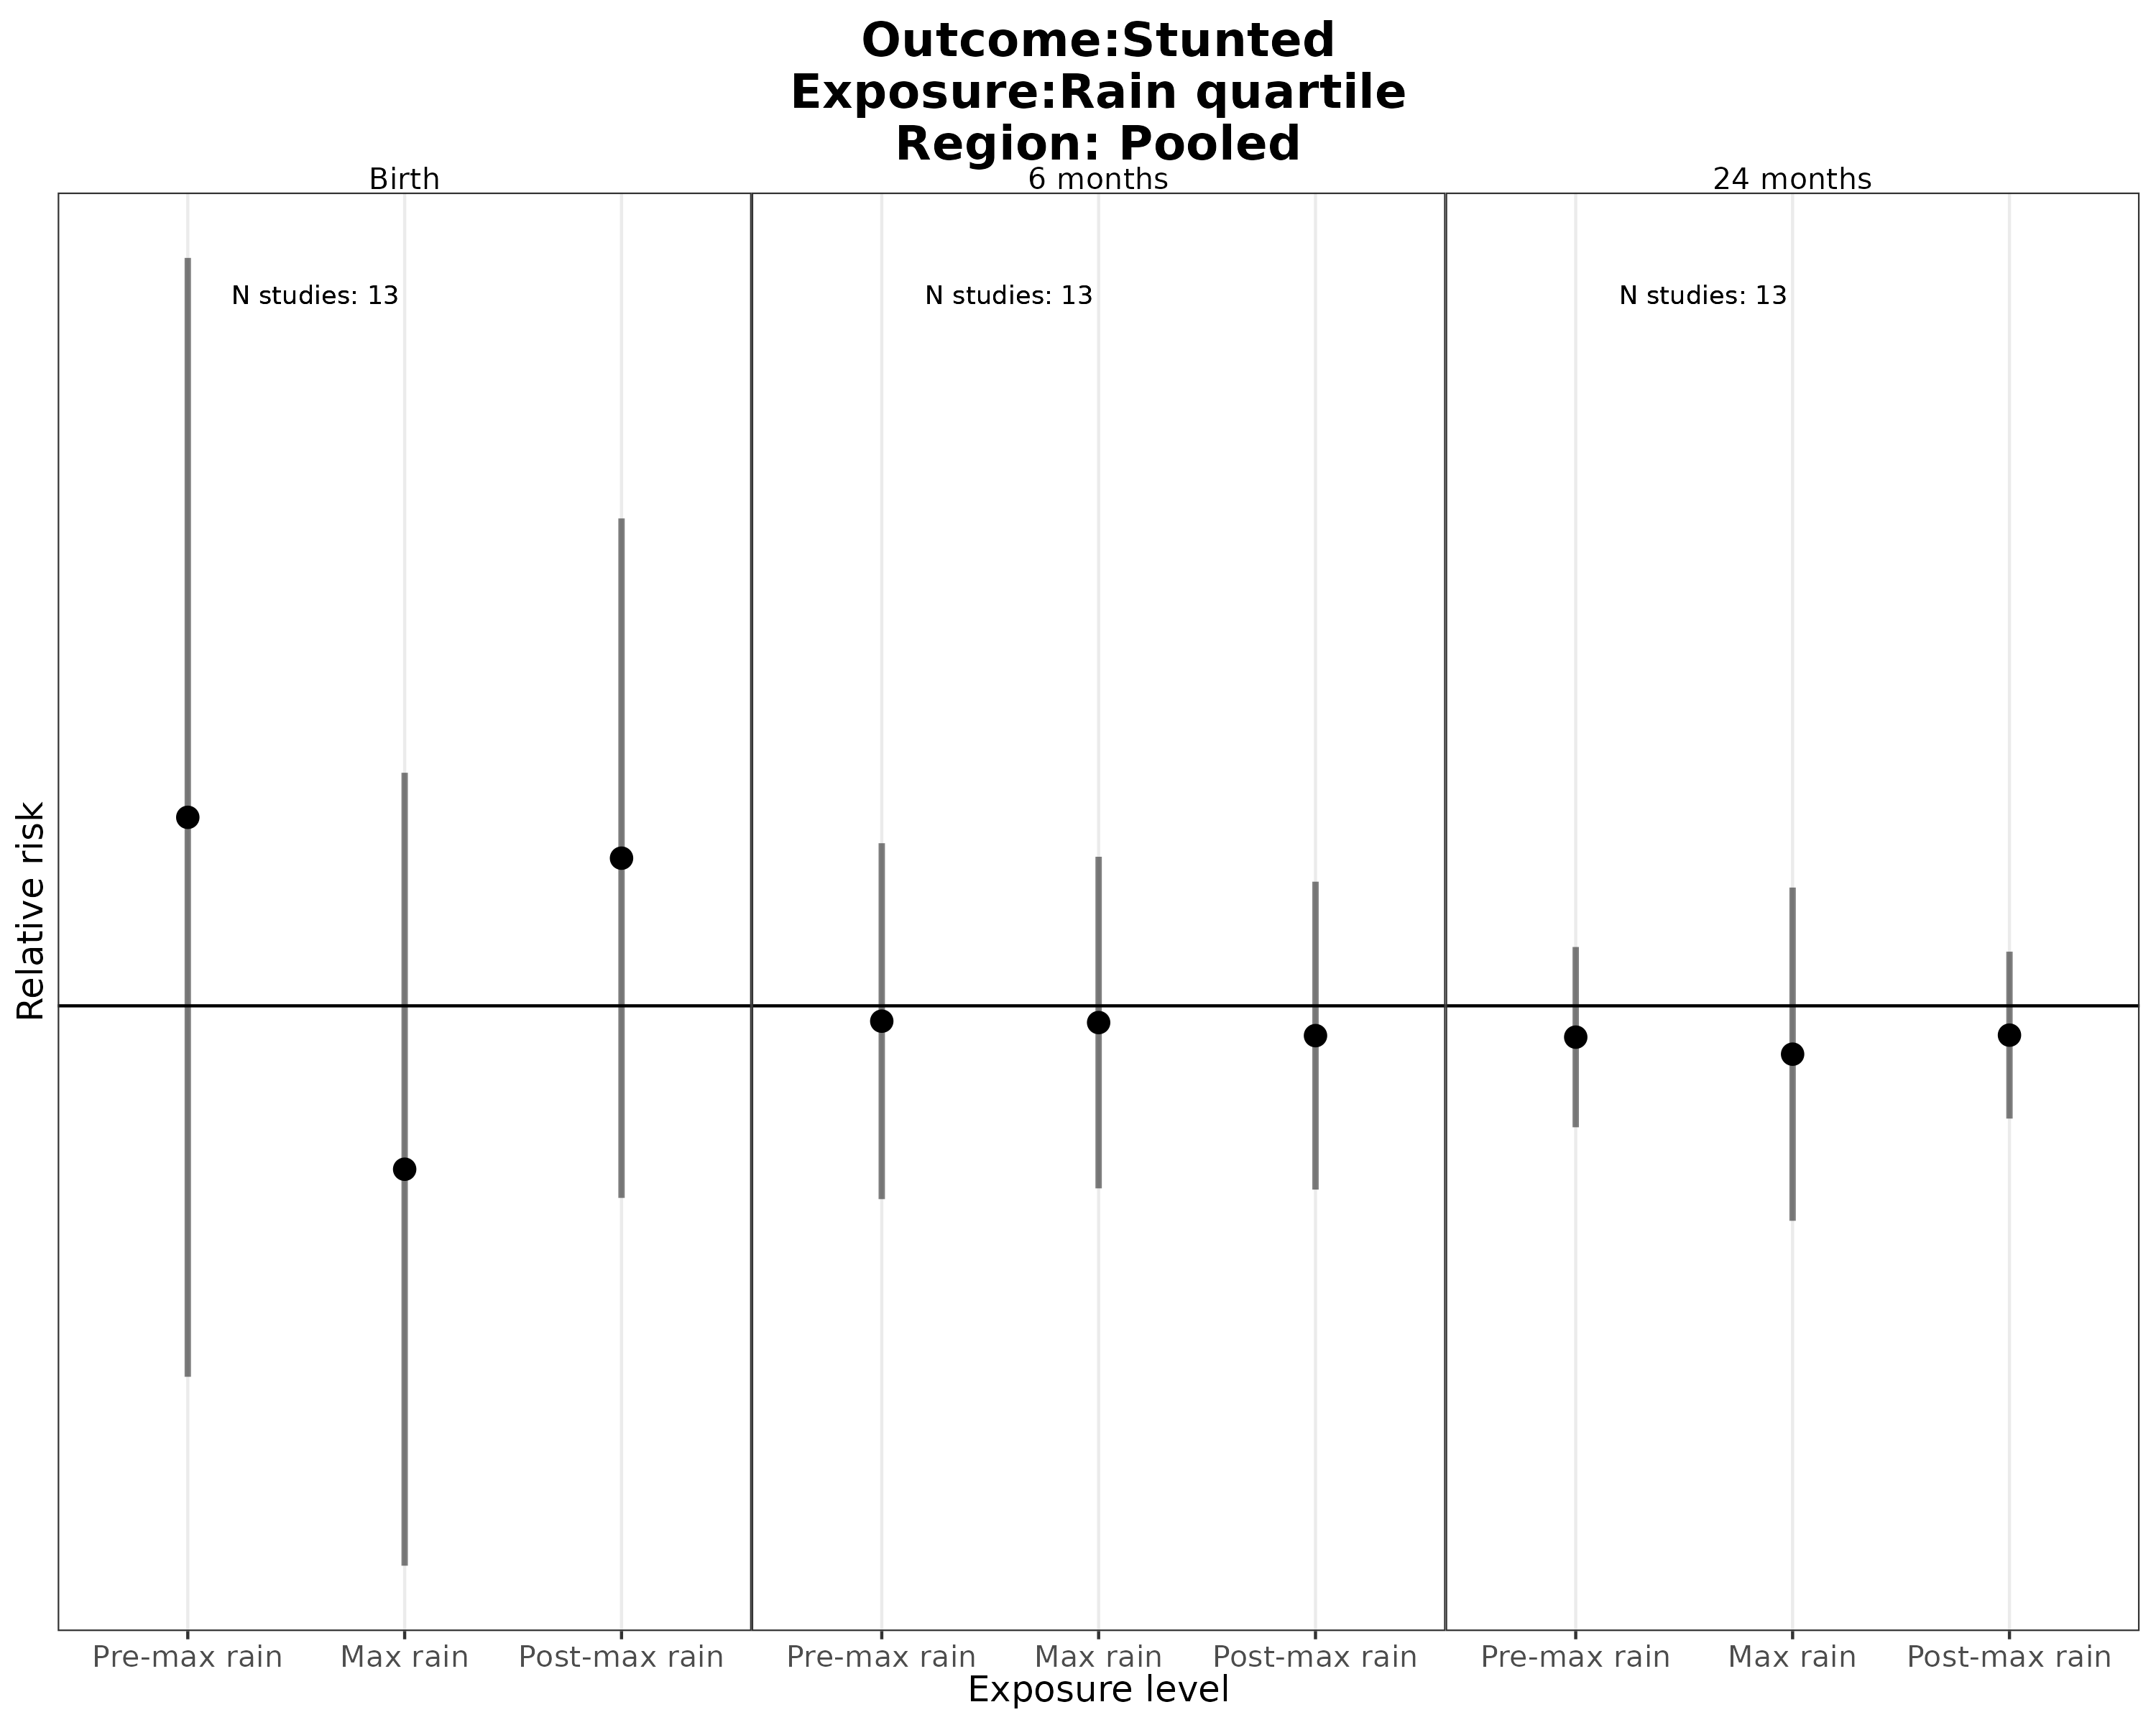 Outcome:Stunted
Exposure:Rain quartile
Region: Pooled
Birth
6 months
24 months
N studies: 13
N studies: 13
N studies: 13
Relative risk
Pre-max rain
Max rain
Post-max rain
Pre-max rain
Max rain
Post-max rain
Pre-max rain
Max rain
Post-max rain
Exposure level